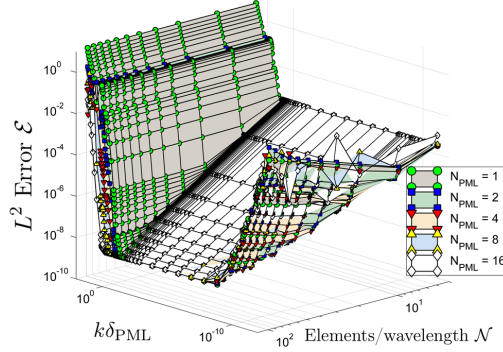 10^0
10^-2
10^-4
10^-6
10^-8
10^-10
L^2 Error ℰ
10^0
10^-10
kδ_PML
10^2
10^1
Elements/wavelength 𝒩
N_PML = 1
N_PML = 2
N_PML = 4
N_PML = 8
N_PML = 16